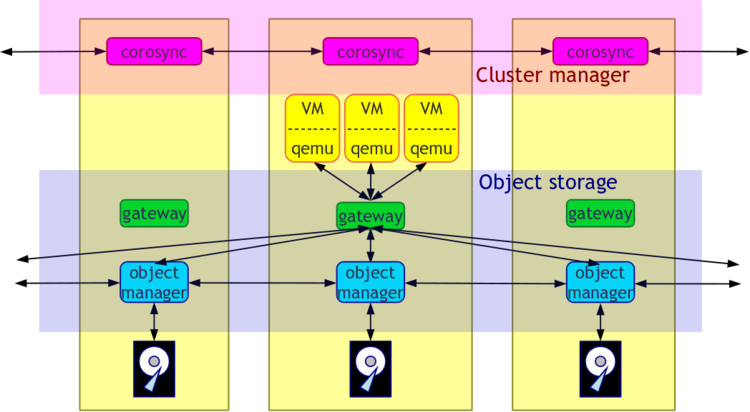 corosync
corosync
corosync
Cluster manager
VM
VM
VM
qemu
qemu
qemu
Object storage
gateway
gateway
gateway
object
manager
object
manager
object
manager